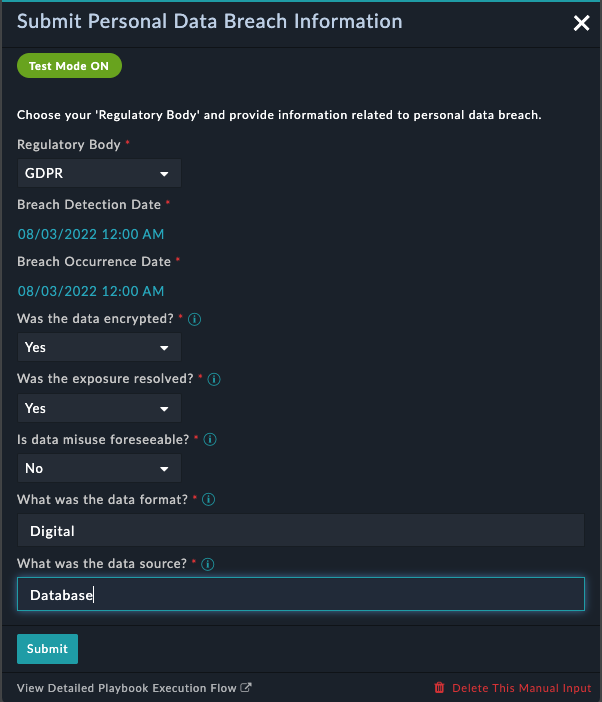 Submit Personal Data Breach Information
Test Mode ON
Choose your 'Regulatory Body' and provide information related to personal data breach.
Regulatory Body *
GDPR
Breach Detection Date *
08/03/2022 12:00 AM
Breach Occurrence Date *
08/03/2022 12:00 AM
Was the data encrypted? *
Yes
Was the exposure resolved? *
Yes
Is data misuse foreseeable? *
No
What was the data format? *
Digital
What was the data source? *
Database
Submit
View Detailed Playbook Execution Flow
Delete This Manual Input